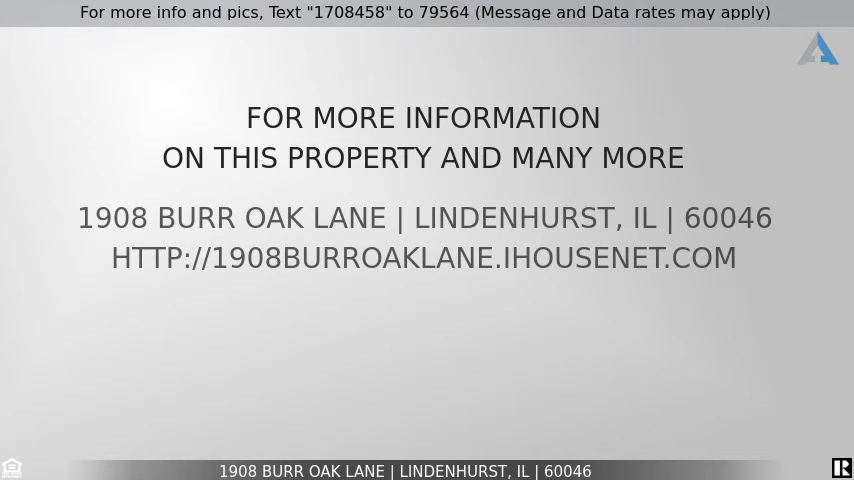 For more info and pics, Text "1708458" to 79564 (Message and Data rates may apply)
FOR MORE INFORMATION
ON THIS PROPERTY AND MANY MORE
1908 BURR OAK LANE | LINDENHURST, IL | 60046
HTTP://1908BURROAKLANE.IHOUSENET.COM
1908 BURR OAK LANE | LINDENHURST, IL | 60046